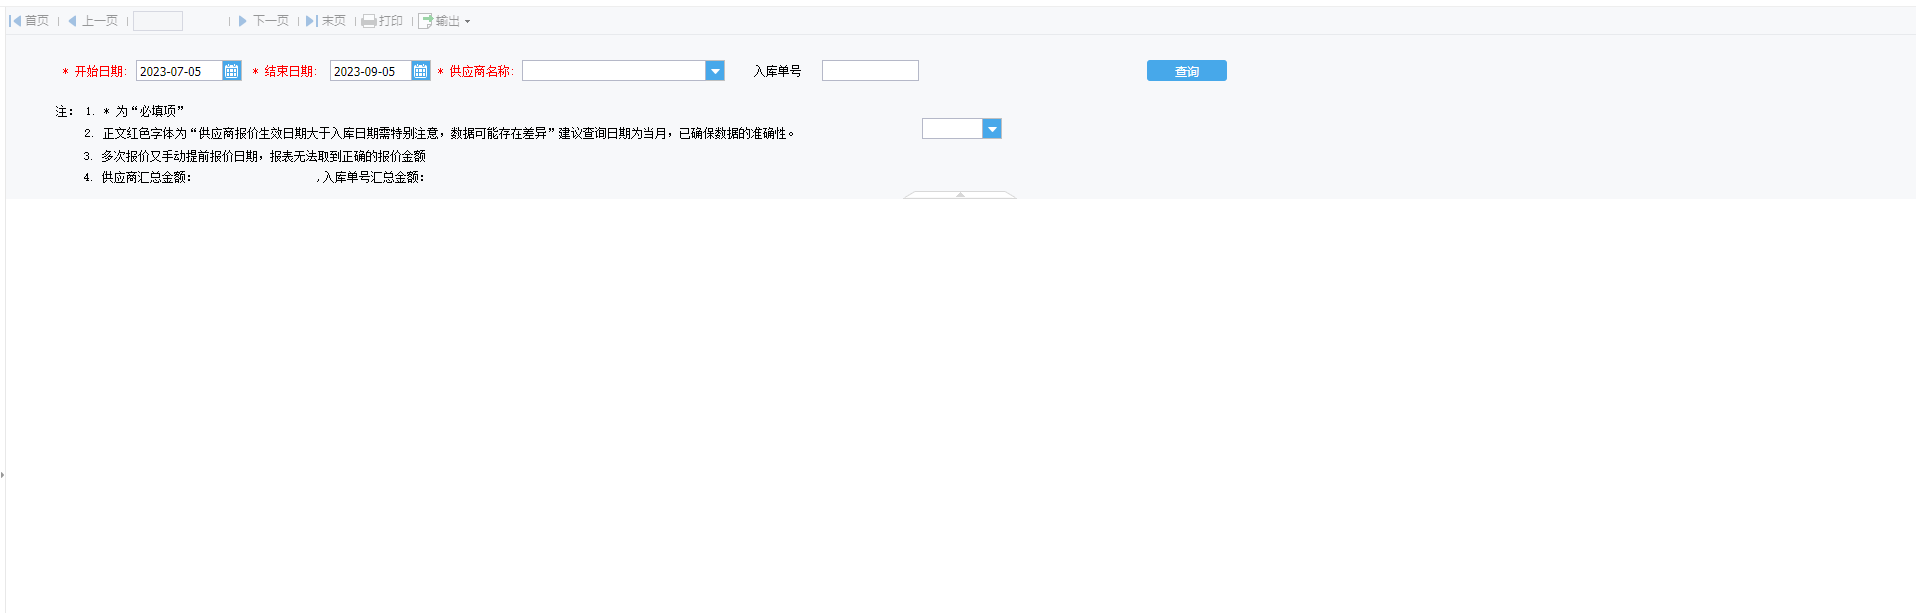 首页 上一页 下一页 末页 打印 输出
* 开始日期: 2023-07-05 * 结束日期: 2023-09-05 * 供应商名称: 入库单号 查询
注: 1. * 为“必填项”
2. 正文红色字体为“供应商报价生效日期大于入库日期需特别注意，数据可能存在差异”建议查询日期为当月，已确保数据的准确性。
3. 多次报价又手动提前报价日期，报表无法取到正确的报价金额
4. 供应商汇总金额: ,入库单号汇总金额: